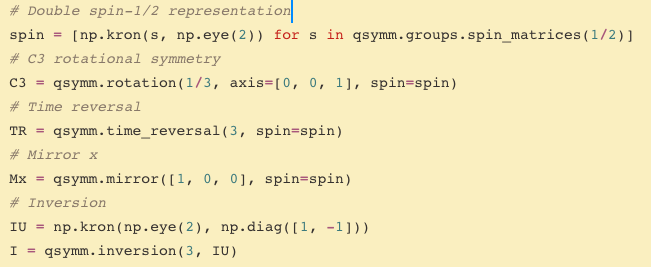 # Double spin-1/2 representation
spin = [np.kron(s, np.eye(2)) for s in qsymm.groups.spin_matrices(1/2)]
# C3 rotational symmetry
C3 = qsymm.rotation(1/3, axis=[0, 0, 1], spin=spin)
# Time reversal
TR = qsymm.time_reversal(3, spin=spin)
# Mirror x
Mx = qsymm.mirror([1, 0, 0], spin=spin)
# Inversion
IU = np.kron(np.eye(2), np.diag([1, -1]))
I = qsymm.inversion(3, IU)